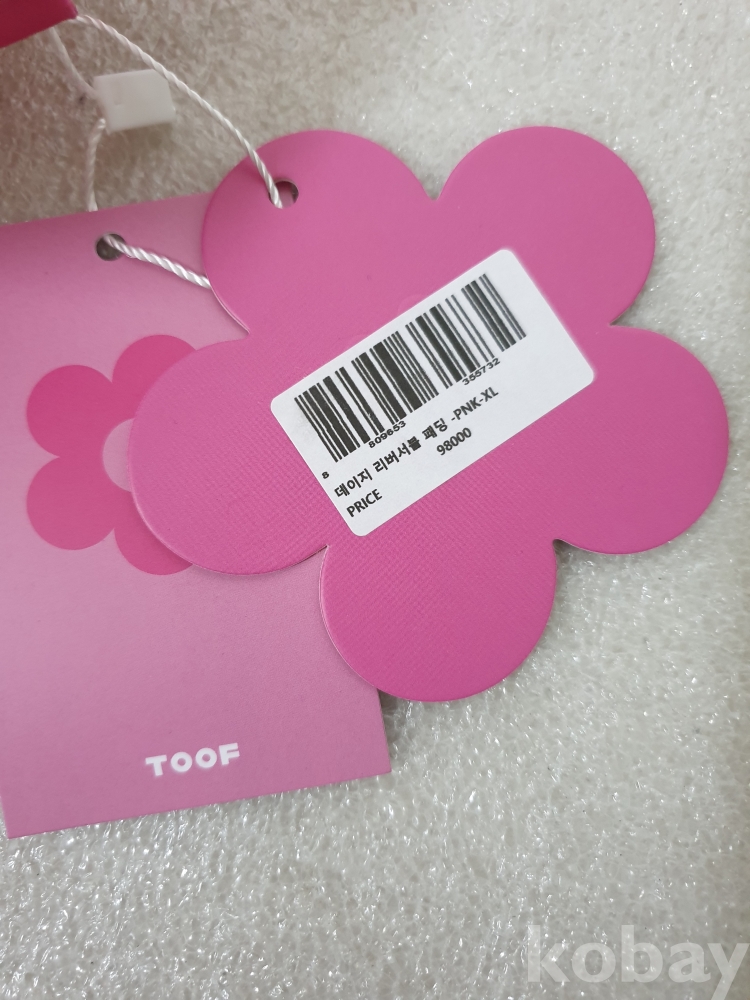 8 809653 355732
데이지 리버서블 패딩 -PNK-XL
PRICE 98000
TOOF
kobay